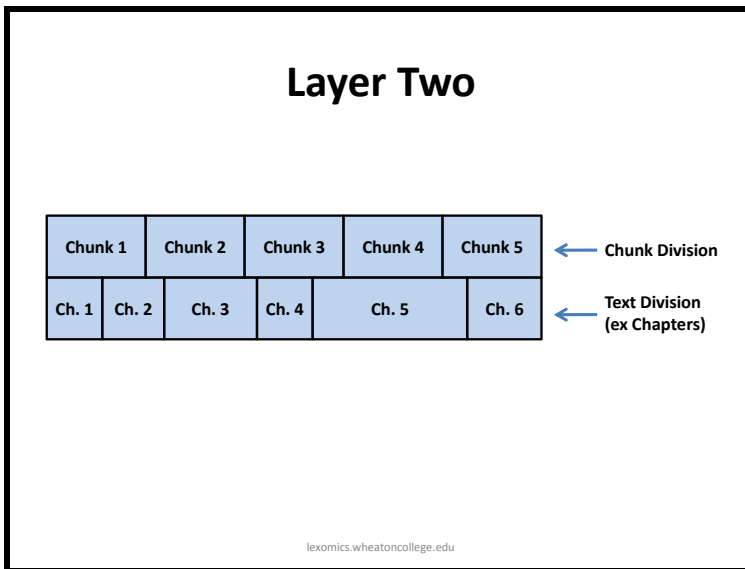 Layer Two
Chunk 1 Chunk 2 Chunk 3 Chunk 4 Chunk 5
Chunk Division
Ch. 1 Ch. 2 Ch. 3 Ch. 4 Ch. 5 Ch. 6
Text Division
(ex Chapters)
lexomics.wheatoncollege.edu